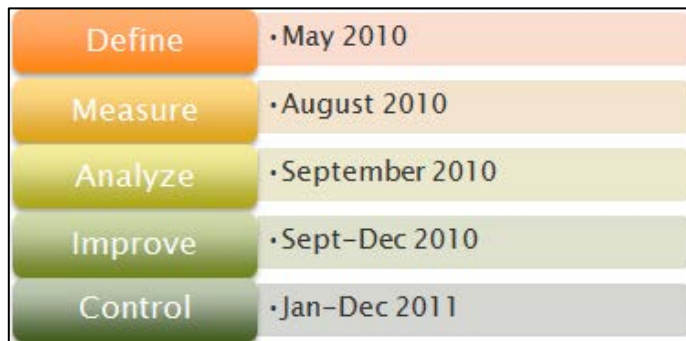 Define
•May 2010
Measure
•August 2010
Analyze
•September 2010
Improve
•Sept–Dec 2010
Control
•Jan–Dec 2011